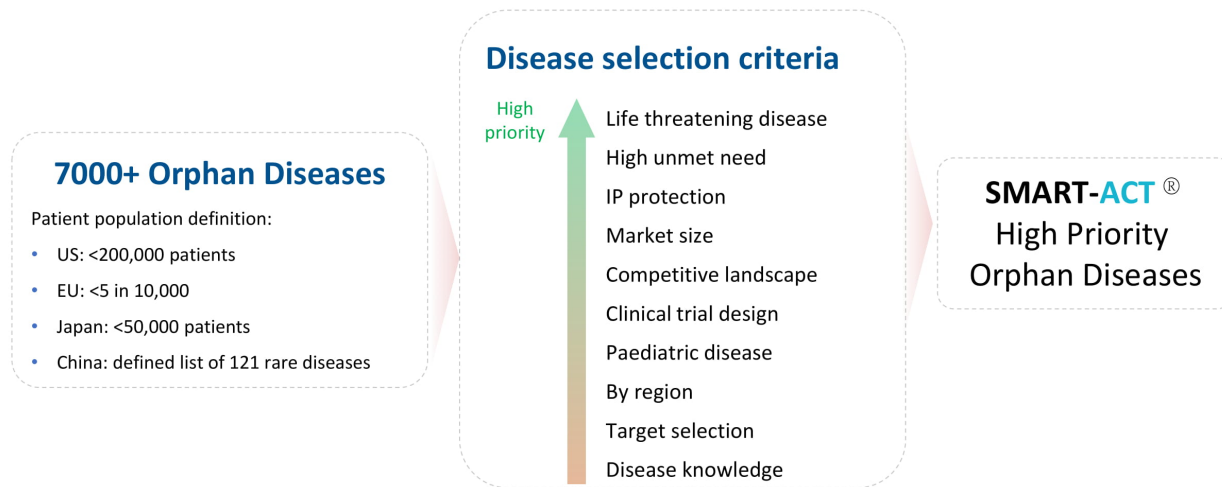 7000+ Orphan Diseases
Patient population definition:
• US: <200,000 patients
• EU: <5 in 10,000
• Japan: <50,000 patients
• China: defined list of 121 rare diseases
Disease selection criteria
High
priority
Life threatening disease
High unmet need
IP protection
Market size
Competitive landscape
Clinical trial design
Paediatric disease
By region
Target selection
Disease knowledge
SMART-ACT ®
High Priority
Orphan Diseases